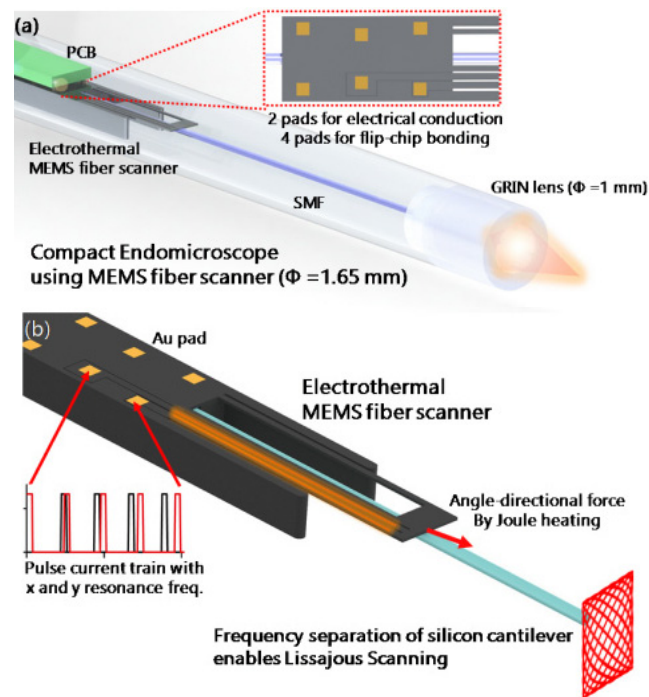 (a)
PCB
2 pads for electrical conduction
4 pads for flip-chip bonding
Electrothermal
MEMS fiber scanner
GRIN lens (Φ =1 mm)
SMF
Compact Endomicroscope
using MEMS fiber scanner (Φ =1.65 mm)
(b)
Au pad
Electrothermal
MEMS fiber scanner
Angle-directional force
By Joule heating
Pulse current train with
x and y resonance freq.
Frequency separation of silicon cantilever
enables Lissajous Scanning